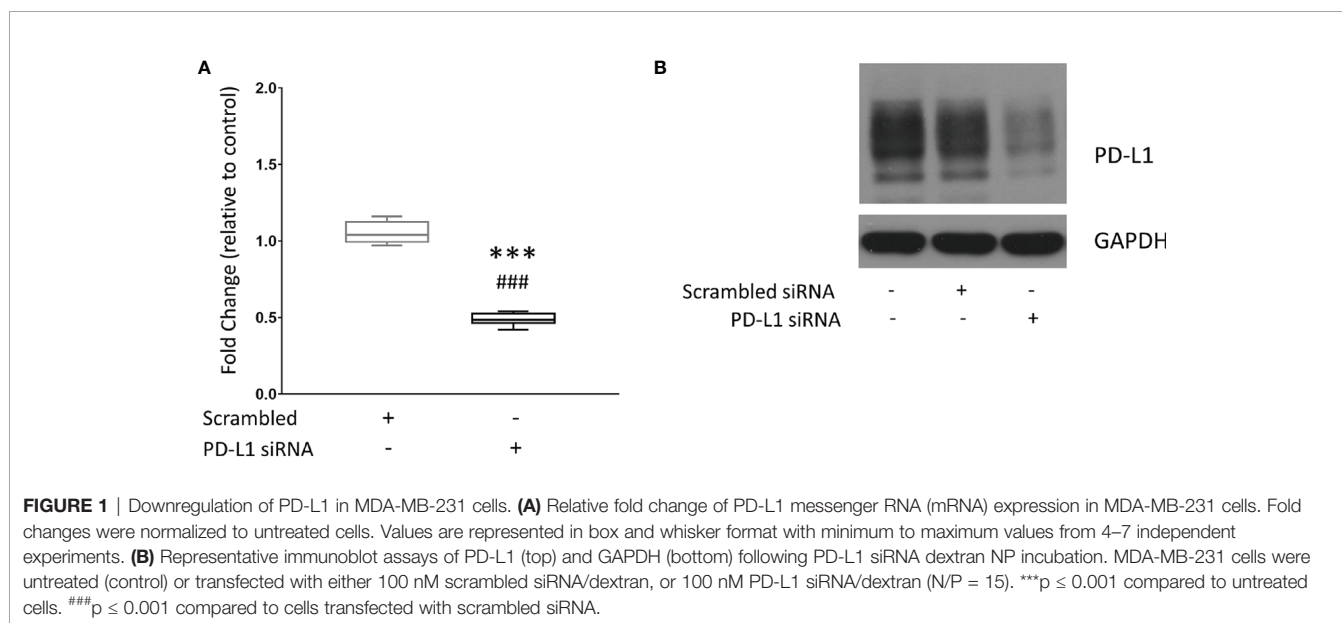 A
Fold Change (relative to control)
2.0
1.5
1.0
0.5
0.0
***
###
Scrambled + -
PD-L1 siRNA - +
B
PD-L1
GAPDH
Scrambled siRNA - + -
PD-L1 siRNA - - +
FIGURE 1 | Downregulation of PD-L1 in MDA-MB-231 cells. (A) Relative fold change of PD-L1 messenger RNA (mRNA) expression in MDA-MB-231 cells. Fold
changes were normalized to untreated cells. Values are represented in box and whisker format with minimum to maximum values from 4–7 independent
experiments. (B) Representative immunoblot assays of PD-L1 (top) and GAPDH (bottom) following PD-L1 siRNA dextran NP incubation. MDA-MB-231 cells were
untreated (control) or transfected with either 100 nM scrambled siRNA/dextran, or 100 nM PD-L1 siRNA/dextran (N/P = 15). ***p ≤ 0.001 compared to untreated
cells. ###p ≤ 0.001 compared to cells transfected with scrambled siRNA.